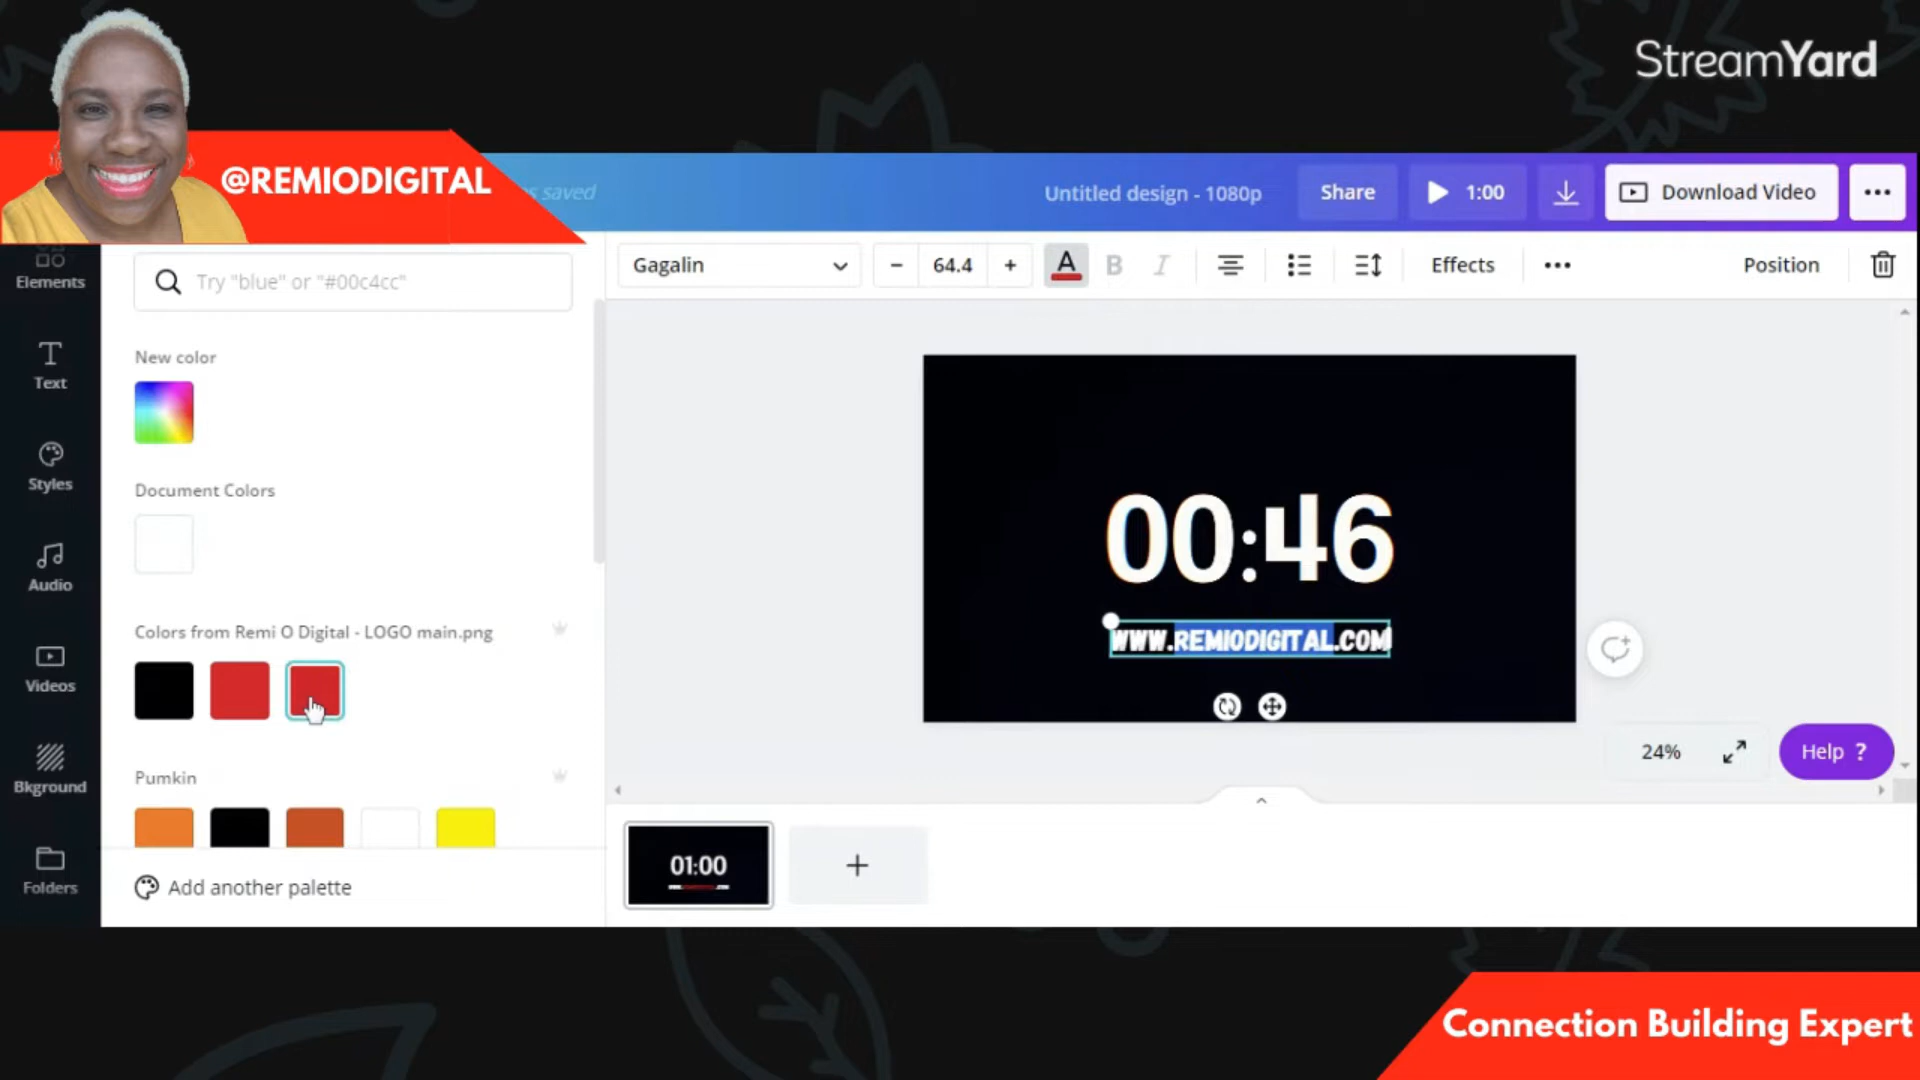 StreamYard
@REMIODIGITAL
s saved
Untitled design - 1080p
Share
1:00
Download Video
Elements
Try "blue" or "#00c4cc"
Gagalin
64.4
A
B
I
Effects
Position
New color
Text
Styles
Document Colors
Audio
00:46
Colors from Remi O Digital - LOGO main.png
WWW.REMIODIGITAL.COM
Videos
Pumkin
24%
Help ?
Bkground
Folders
Add another palette
01:00
Connection Building Expert